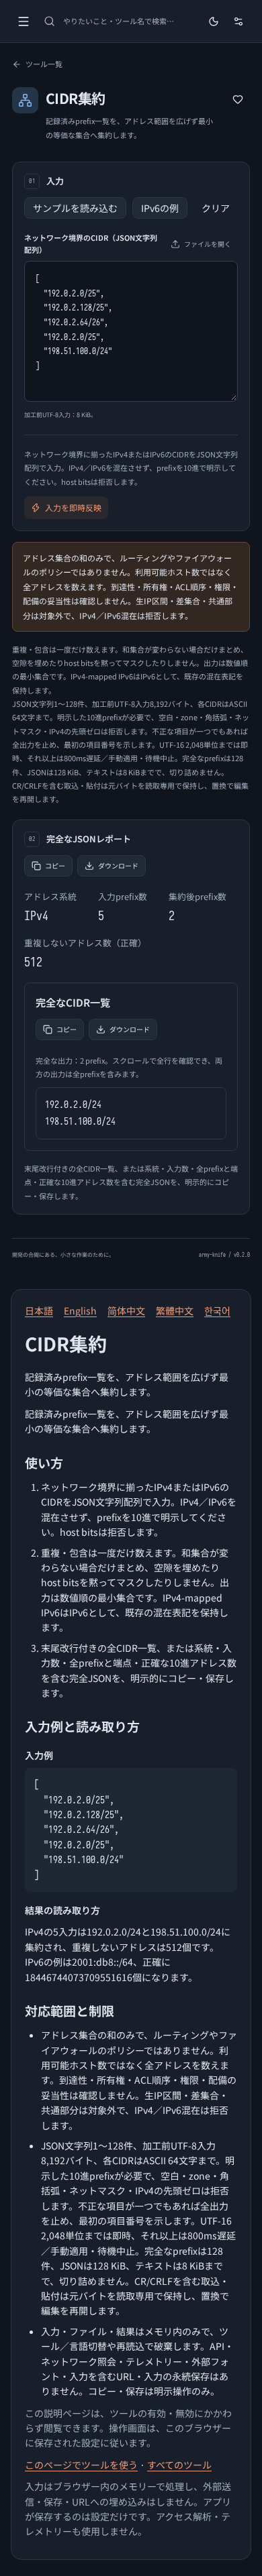 やりたいこと・ツール名で検索…
ツール一覧
CIDR集約
記録済みprefix一覧を、アドレス範囲を広げず最小
の等価な集合へ集約します。
01 入力
サンプルを読み込む IPv6の例 クリア
ネットワーク境界のCIDR（JSON文字列
配列）
ファイルを開く
[
"192.0.2.0/25",
"192.0.2.128/25",
"192.0.2.64/26",
"192.0.2.0/25",
"198.51.100.0/24"
]
加工前UTF-8入力：8 KiB。
ネットワーク境界に揃ったIPv4またはIPv6のCIDRをJSON文字列
配列で入力。IPv4／IPv6を混在させず、prefixを10進で明示して
ください。host bitsは拒否します。
入力を即時反映
アドレス集合の和のみで、ルーティングやファイアウォー
ルのポリシーではありません。利用可能ホスト数ではなく
全アドレスを数えます。到達性・所有権・ACL順序・権限・
配備の妥当性は確認しません。生IP区間・差集合・共通部
分は対象外で、IPv4／IPv6混在は拒否します。
重複・包含は一度だけ数えます。和集合が変わらない場合だけまとめ、
空隙を埋めたりhost bitsを黙ってマスクしたりしません。出力は数値順
の最小集合です。IPv4-mapped IPv6はIPv6として、既存の混在表記を
保持します。
JSON文字列1〜128件、加工前UTF-8入力8,192バイト、各CIDRはASCII
64文字まで。明示した10進prefixが必要で、空白・zone・角括弧・ネット
マスク・IPv4の先頭ゼロは拒否します。不正な項目が一つでもあれば
全出力を止め、最初の項目番号を示します。UTF-16 2,048単位までは即
時、それ以上は800ms遅延／手動適用・待機中止。完全なprefixは128
件、JSONは128 KiB、テキストは8 KiBまでで、切り詰めません。
CR/CRLFを含む取込・貼付は元バイトを読取専用で保持し、置換で編集
を再開します。
02 完全なJSONレポート
コピー ダウンロード
アドレス系統 入力prefix数 集約後prefix数
IPv4 5 2
重複しないアドレス数（正確）
512
完全なCIDR一覧
コピー ダウンロード
完全な出力：2 prefix。スクロールで全行を確認でき、両
方の出力は全prefixを含みます。
192.0.2.0/24
198.51.100.0/24
末尾改行付きの全CIDR一覧、または系統・入力数・全prefixと端
点・正確な10進アドレス数を含む完全JSONを、明示的にコピ
ー・保存します。
開発の合間にある、小さな作業のために。 army-knife / v0.2.0
日本語 English 简体中文 繁體中文 한국어
CIDR集約
記録済みprefix一覧を、アドレス範囲を広げず最
小の等価な集合へ集約します。
記録済みprefix一覧を、アドレス範囲を広げず最
小の等価な集合へ集約します。
使い方
1. ネットワーク境界に揃ったIPv4またはIPv6の
CIDRをJSON文字列配列で入力。IPv4／IPv6を
混在させず、prefixを10進で明示してくださ
い。host bitsは拒否します。
2. 重複・包含は一度だけ数えます。和集合が変
わらない場合だけまとめ、空隙を埋めたり
host bitsを黙ってマスクしたりしません。出
力は数値順の最小集合です。IPv4-mapped
IPv6はIPv6として、既存の混在表記を保持し
ます。
3. 末尾改行付きの全CIDR一覧、または系統・入
力数・全prefixと端点・正確な10進アドレス数
を含む完全JSONを、明示的にコピー・保存し
ます。
入力例と読み取り方
入力例
[
"192.0.2.0/25",
"192.0.2.128/25",
"192.0.2.64/26",
"192.0.2.0/25",
"198.51.100.0/24"
]
結果の読み取り方
IPv4の5入力は192.0.2.0/24と198.51.100.0/24に
集約され、重複しないアドレスは512個です。
IPv6の例は2001:db8::/64、正確に
18446744073709551616個になります。
対応範囲と制限
• アドレス集合の和のみで、ルーティングやファ
イアウォールのポリシーではありません。利
用可能ホスト数ではなく全アドレスを数えま
す。到達性・所有権・ACL順序・権限・配備の
妥当性は確認しません。生IP区間・差集合・
共通部分は対象外で、IPv4／IPv6混在は拒否
します。
• JSON文字列1〜128件、加工前UTF-8入力
8,192バイト、各CIDRはASCII 64文字まで。明
示した10進prefixが必要で、空白・zone・角
括弧・ネットマスク・IPv4の先頭ゼロは拒否
します。不正な項目が一つでもあれば全出力
を止め、最初の項目番号を示します。UTF-16
2,048単位までは即時、それ以上は800ms遅延
／手動適用・待機中止。完全なprefixは128
件、JSONは128 KiB、テキストは8 KiBまで
で、切り詰めません。CR/CRLFを含む取込・
貼付は元バイトを読取専用で保持し、置換で
編集を再開します。
• 入力・ファイル・結果はメモリ内のみで、ツ
ール／言語切替や再読込で破棄します。API・
ネットワーク照会・テレメトリー・外部フォ
ント・入力を含むURL・入力の永続保存はあ
りません。コピー・保存は明示操作のみ。
この説明ページは、ツールの有効・無効にかかわ
らず閲覧できます。操作画面は、このブラウザー
に保存された設定に従います。
このページでツールを使う・すべてのツール
入力はブラウザー内のメモリーで処理し、外部送
信・保存・URLへの埋め込みはしません。アプリ
が保存するのは設定だけです。アクセス解析・テ
レメトリーも使用しません。